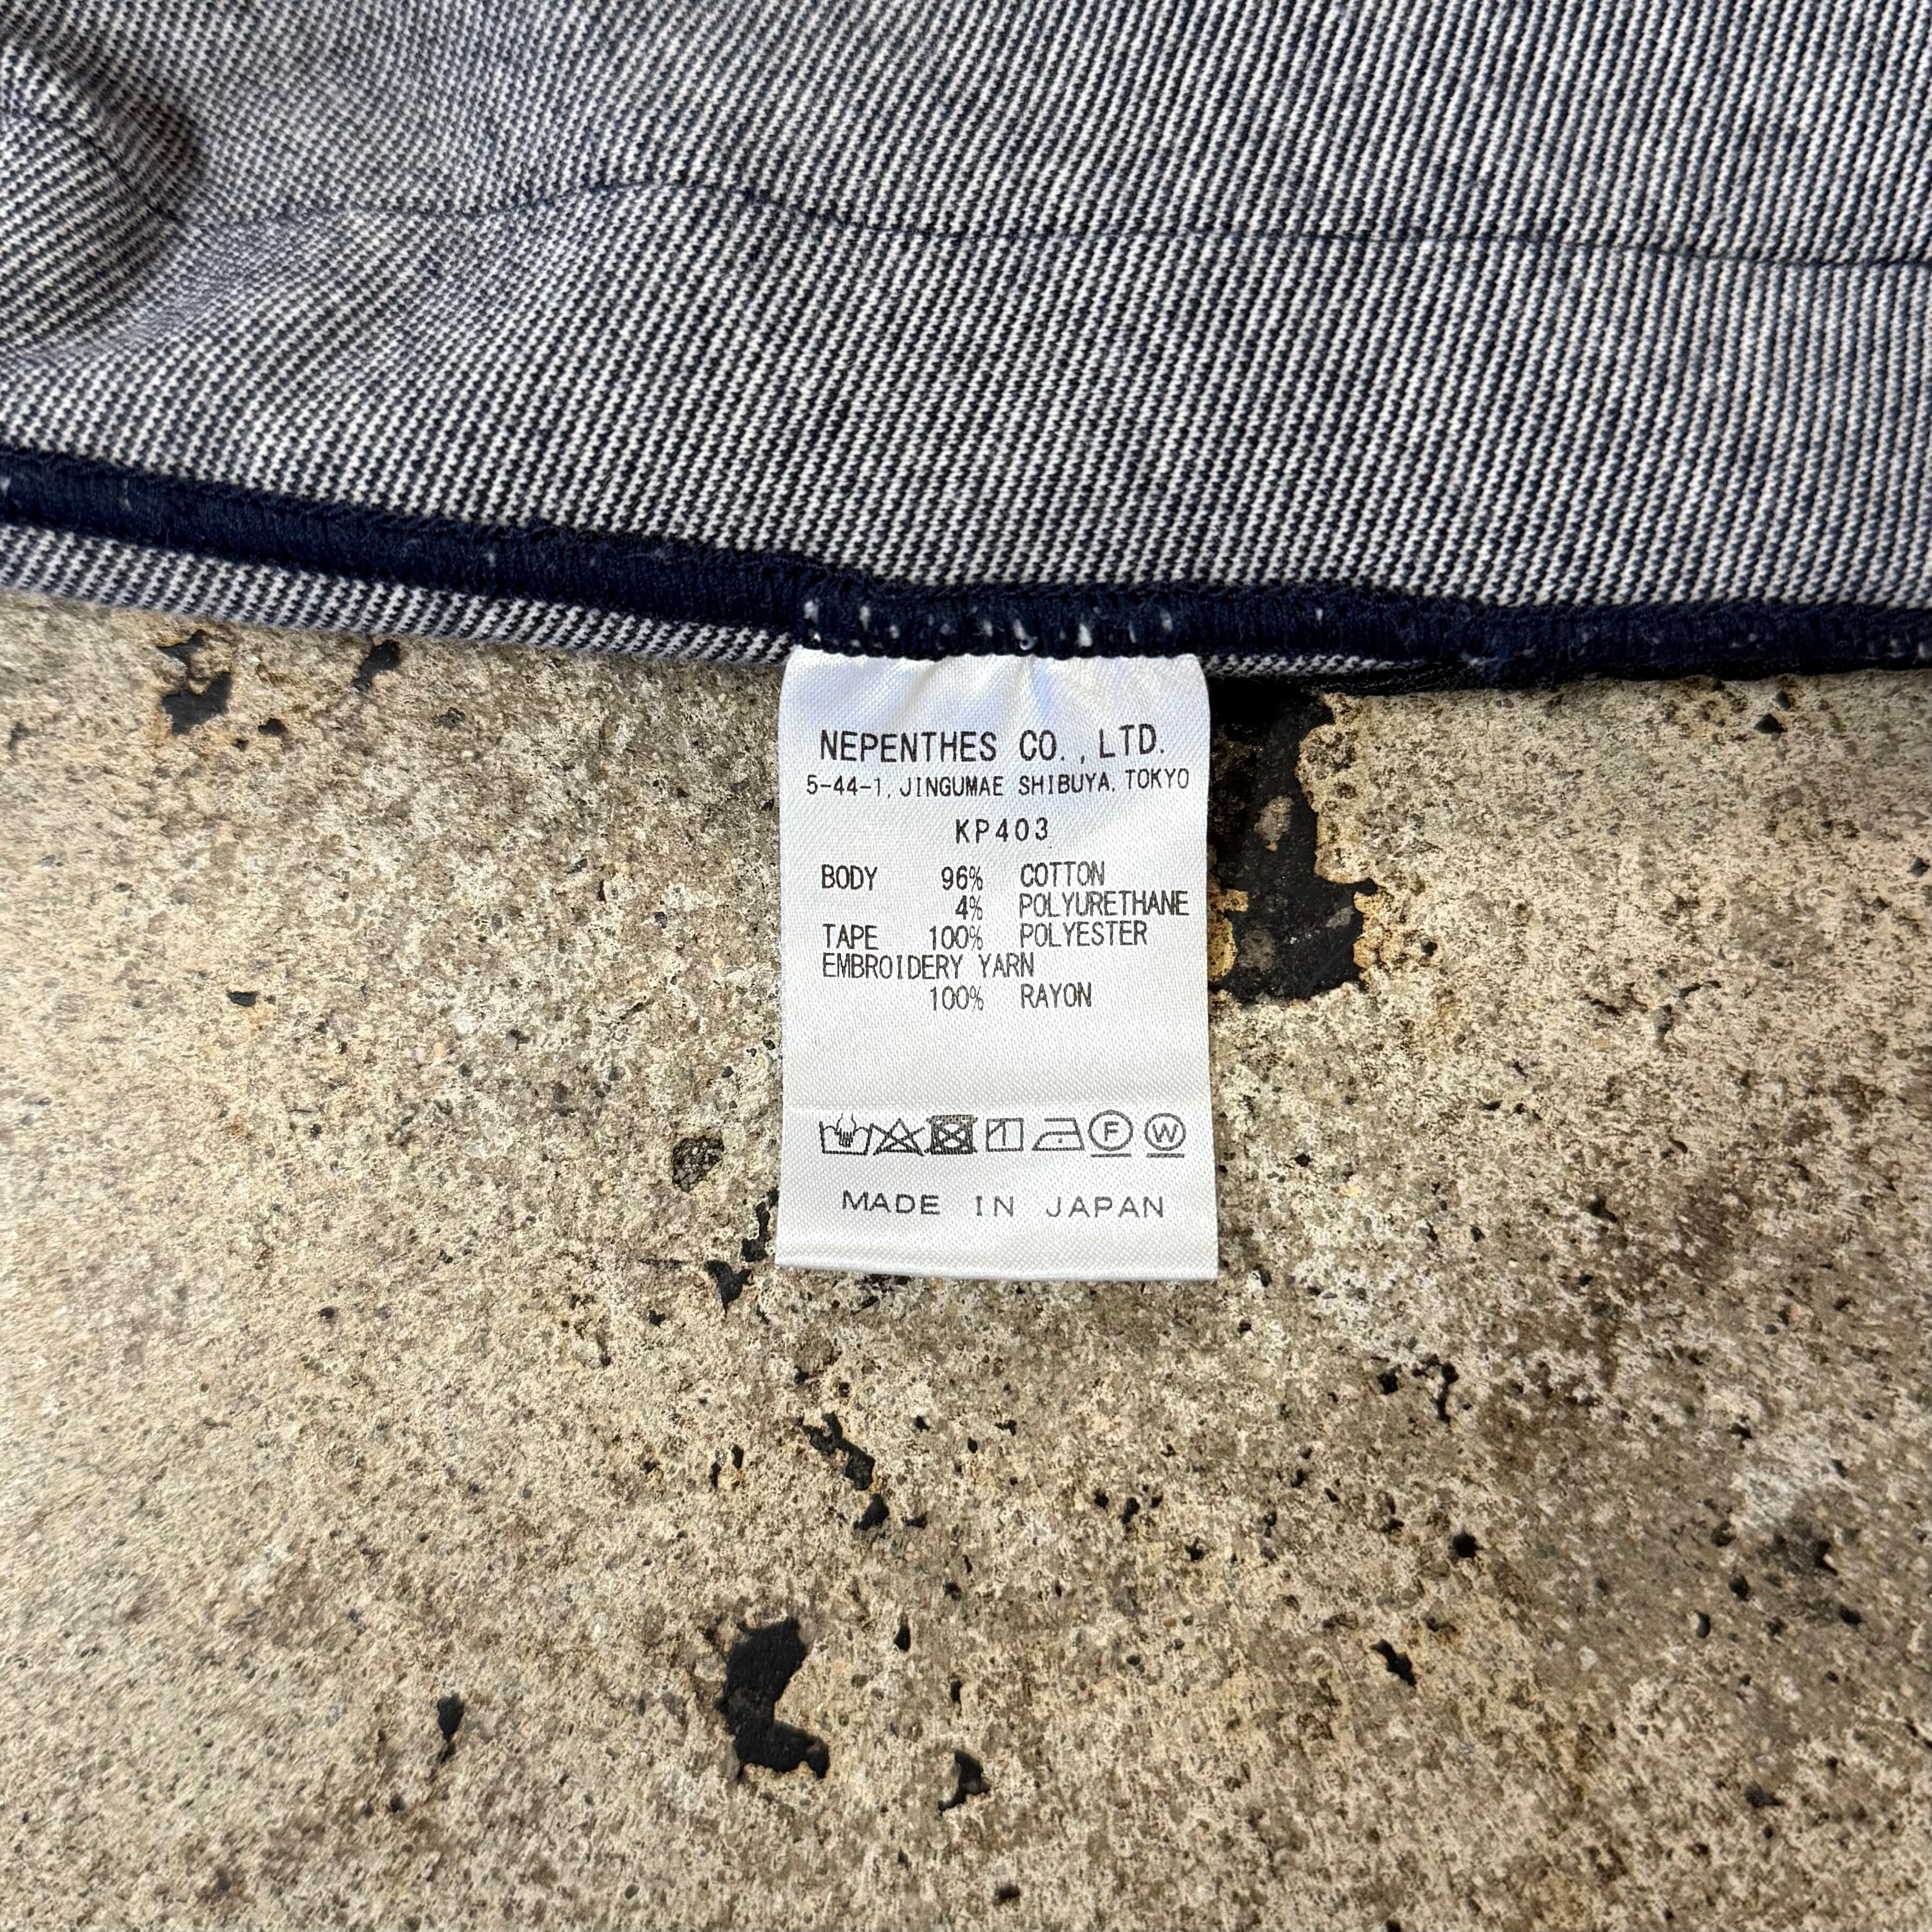 NEPENTHES CO.,LTD.
5-44-1, JINGUMAE SHIBUYA, TOKYO
KP403
BODY 96% COTTON
4% POLYURETHANE
TAPE 100% POLYESTER
EMBROIDERY YARN
100% RAYON
F W
MADE IN JAPAN